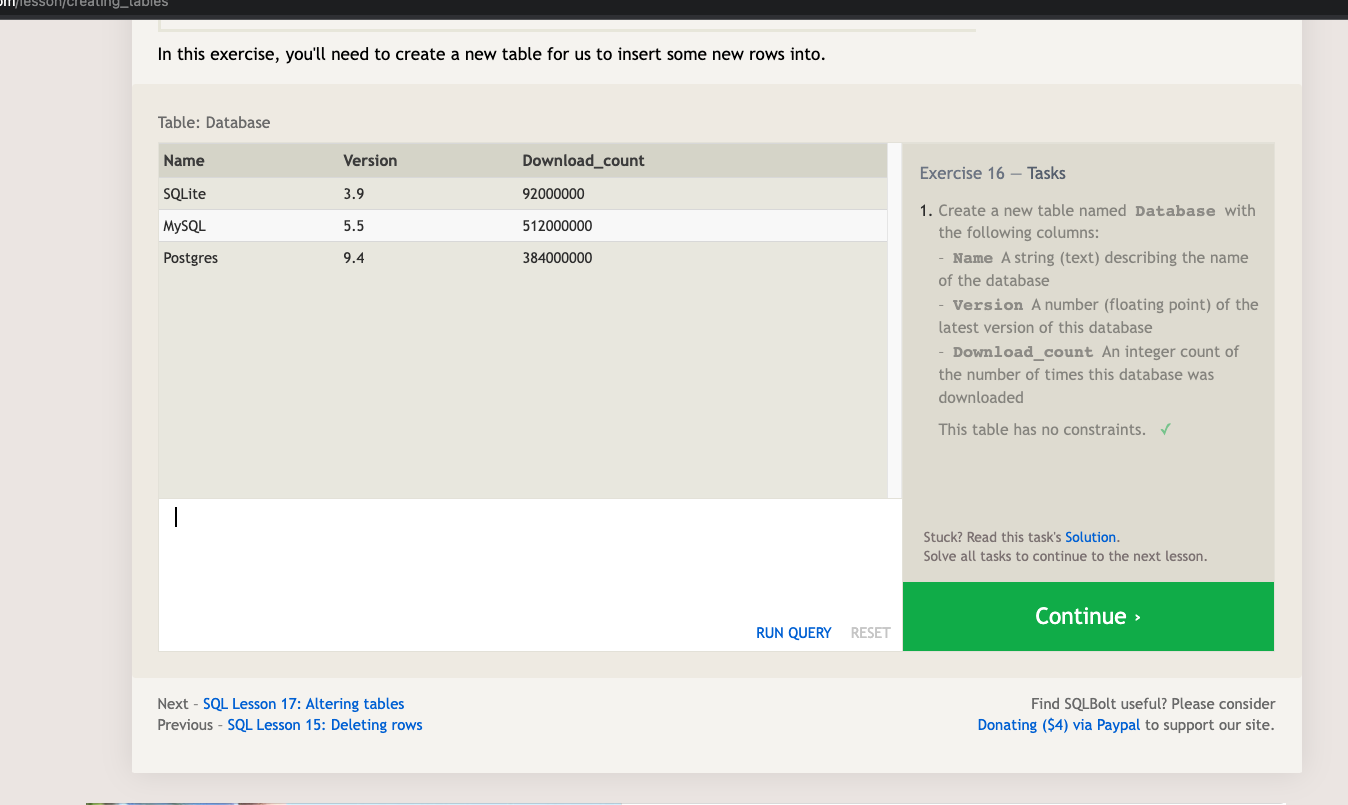 om/lesson/creating_tables
In this exercise, you'll need to create a new table for us to insert some new rows into.
Table: Database
Name Version Download_count
SQLite 3.9 92000000
MySQL 5.5 512000000
Postgres 9.4 384000000
Exercise 16 — Tasks
1. Create a new table named Database with
the following columns:
- Name A string (text) describing the name
of the database
- Version A number (floating point) of the
latest version of this database
- Download_count An integer count of
the number of times this database was
downloaded
This table has no constraints. ✓
Stuck? Read this task's Solution.
Solve all tasks to continue to the next lesson.
RUN QUERY RESET
Continue ›
Next – SQL Lesson 17: Altering tables
Previous – SQL Lesson 15: Deleting rows
Find SQLBolt useful? Please consider
Donating ($4) via Paypal to support our site.